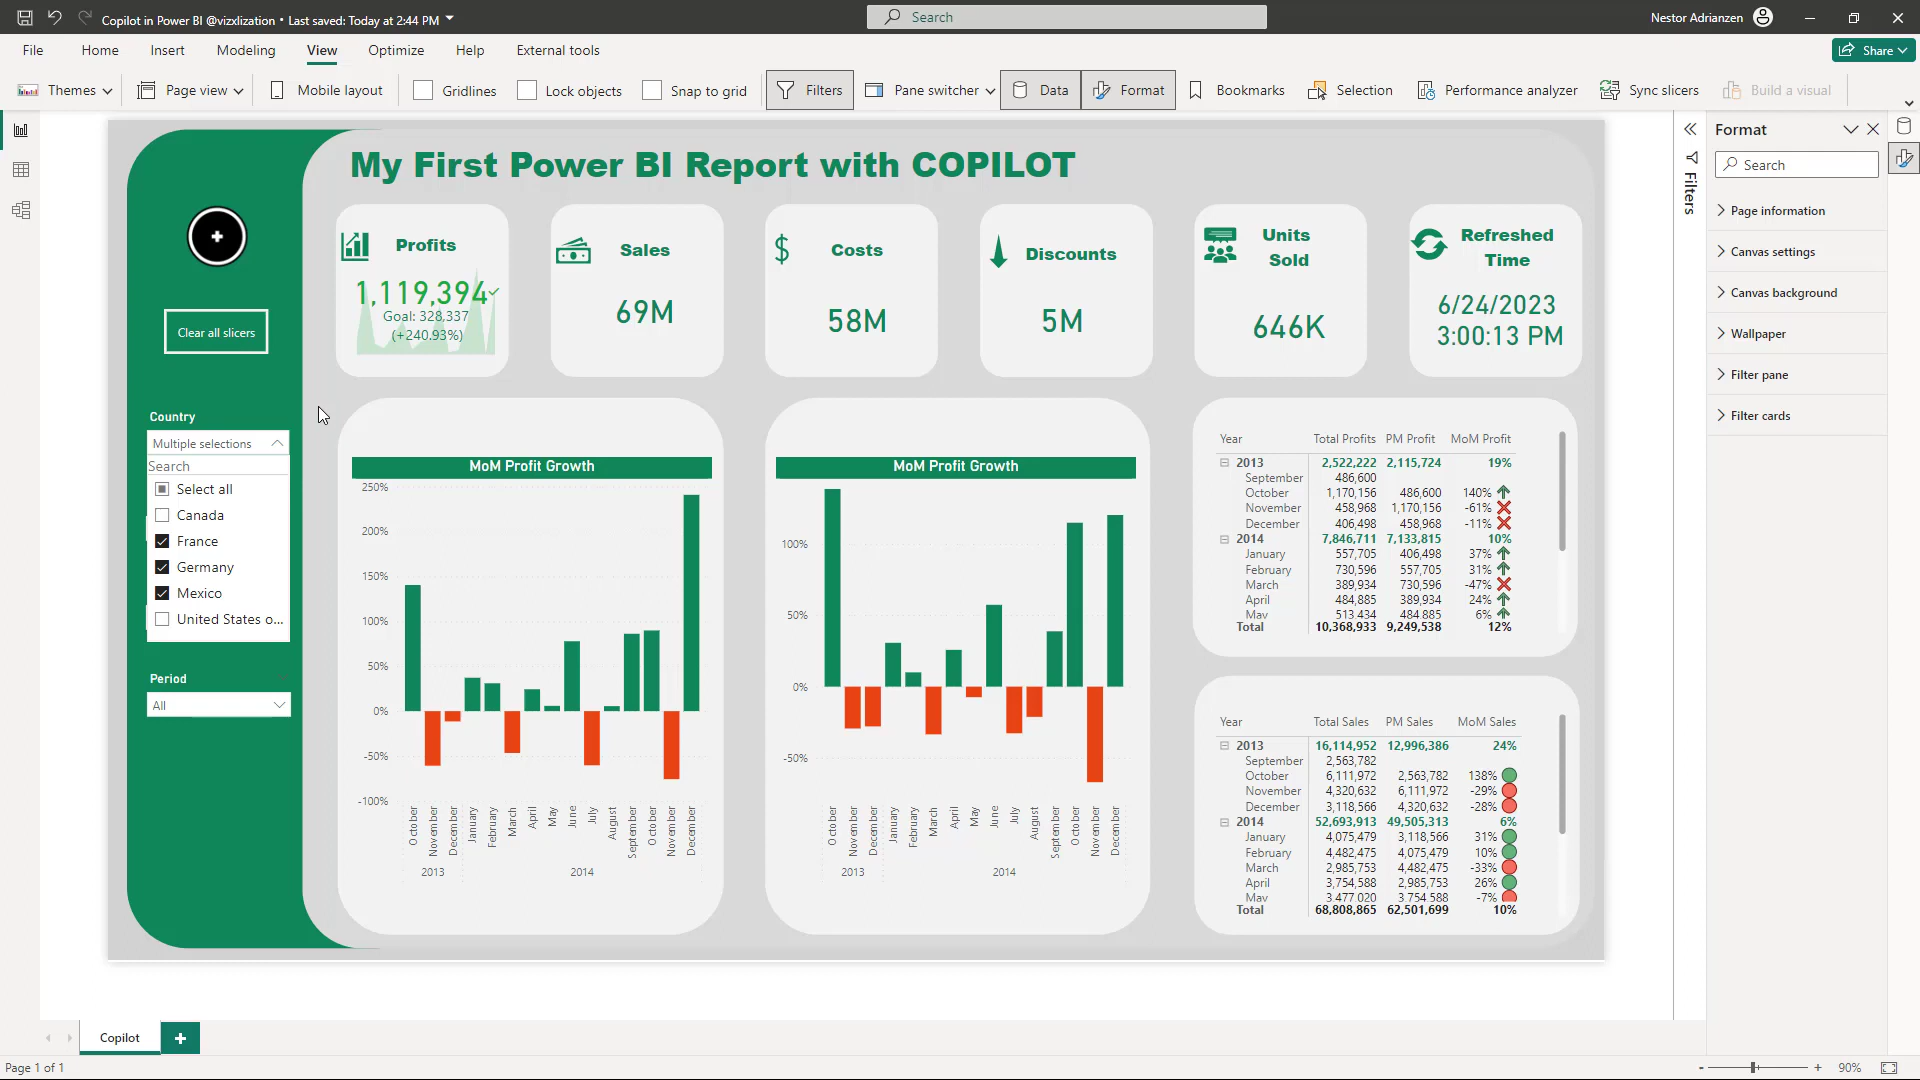 Copilot in Power BI @vizxlization • Last saved: Today at 2:44 PM
Search
Nestor Adrianzen
File Home Insert Modeling View Optimize Help External tools
Share
Themes Page view Mobile layout Gridlines Lock objects Snap to grid Filters Pane switcher Data Format Bookmarks Selection Performance analyzer Sync slicers Build a visual
My First Power BI Report with COPILOT
Profits
1,119,394
Goal: 328,337
(+240.93%)
Sales
69M
Costs
58M
Discounts
5M
Units
Sold
646K
Refreshed
Time
6/24/2023
3:00:13 PM
Clear all slicers
Country
Multiple selections
Search
Select all
Canada
France
Germany
Mexico
United States o...
Period
All
MoM Profit Growth
250%
200%
150%
100%
50%
0%
-50%
-100%
October November December January February March April May June July August September October November December
2013 2014
MoM Profit Growth
100%
50%
0%
-50%
October November December January February March April May June July August September October November December
2013 2014
Year Total Profits PM Profit MoM Profit
2013 2,522,222 2,115,724 19%
September 486,600
October 1,170,156 486,600 140%
November 458,968 1,170,156 -61%
December 406,498 458,968 -11%
2014 7,846,711 7,133,815 10%
January 557,705 406,498 37%
February 730,596 557,705 31%
March 389,934 730,596 -47%
April 484,885 389,934 24%
May 513,434 484,885 6%
Total 10,368,933 9,249,538 12%
Year Total Sales PM Sales MoM Sales
2013 16,114,952 12,996,386 24%
September 2,563,782
October 6,111,972 2,563,782 138%
November 4,320,632 6,111,972 -29%
December 3,118,566 4,320,632 -28%
2014 52,693,913 49,505,313 6%
January 4,075,479 3,118,566 31%
February 4,482,475 4,075,479 10%
March 2,985,753 4,482,475 -33%
April 3,754,588 2,985,753 26%
May 3,477,020 3,754,588 -7%
Total 68,808,865 62,501,699 10%
Filters
Format
Search
Page information
Canvas settings
Canvas background
Wallpaper
Filter pane
Filter cards
Copilot
Page 1 of 1
90%